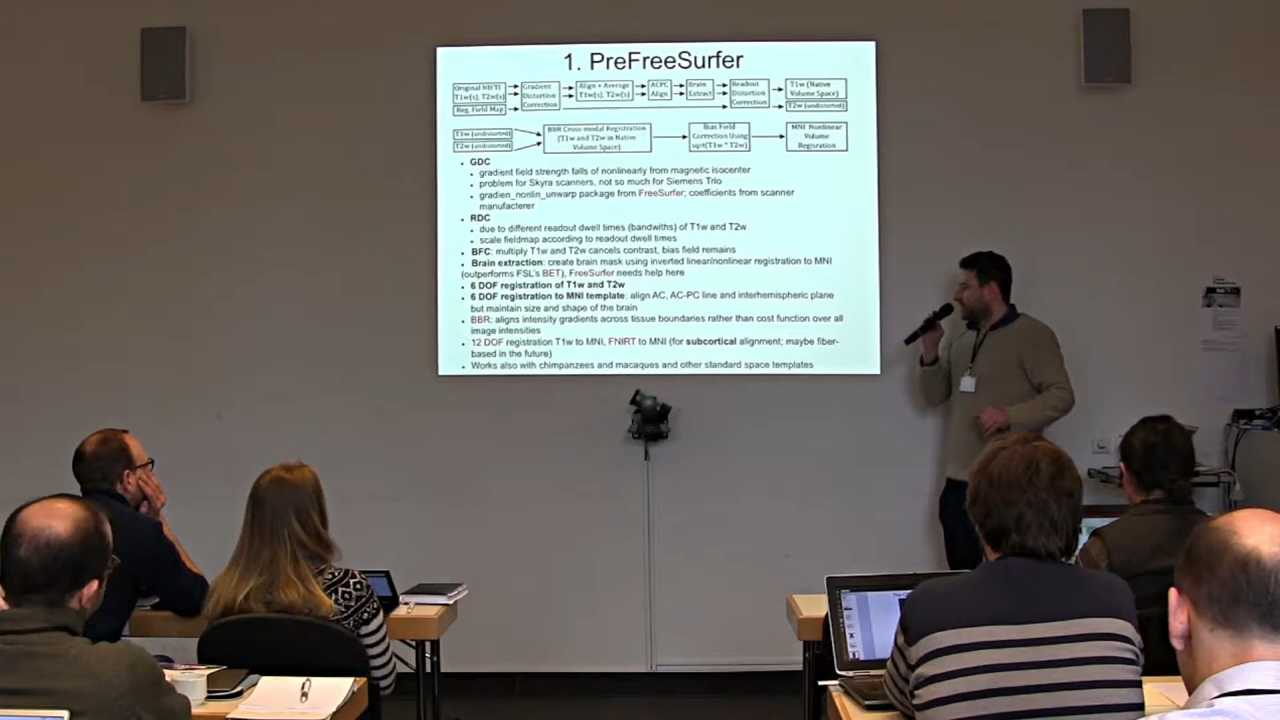 1. PreFreeSurfer
Original NIFTI
T1w(s), T2w(s)
Reg. Field Map
Gradient
Distortion
Correction
Align + Average
T1w(s), T2w(s)
ACPC
Align
Brain
Extract
Readout
Distortion
Correction
T1w (Native
Volume Space)
T2w (undistorted)
T1w (undistorted)
T2w (undistorted)
BBR Cross-modal Registration
(T1w and T2w in Native
Volume Space)
Bias Field
Correction Using
sqrt(T1w * T2w)
MNI Nonlinear
Volume
Registration
• GDC
• gradient field strength falls of nonlinearly from magnetic isocenter
• problem for Skyra scanners, not so much for Siemens Trio
• gradien_nonlin_unwarp package from FreeSurfer; coefficients from scanner
manufacterer
• RDC
• due to different readout dwell times (bandwiths) of T1w and T2w
• scale fieldmap according to readout dwell times
• BFC: multiply T1w and T2w cancels contrast, bias field remains
• Brain extraction: create brain mask using inverted linear/nonlinear registration to MNI
(outperforms FSL's BET), FreeSurfer needs help here
• 6 DOF registration of T1w and T2w
• 6 DOF registration to MNI template: align AC, AC-PC line and interhemispheric plane
but maintain size and shape of the brain
• BBR: aligns intensity gradients across tissue boundaries rather than cost function over all
image intensities
• 12 DOF registration T1w to MNI, FNIRT to MNI (for subcortical alignment; maybe fiber-
based in the future)
• Works also with chimpanzees and macaques and other standard space templates